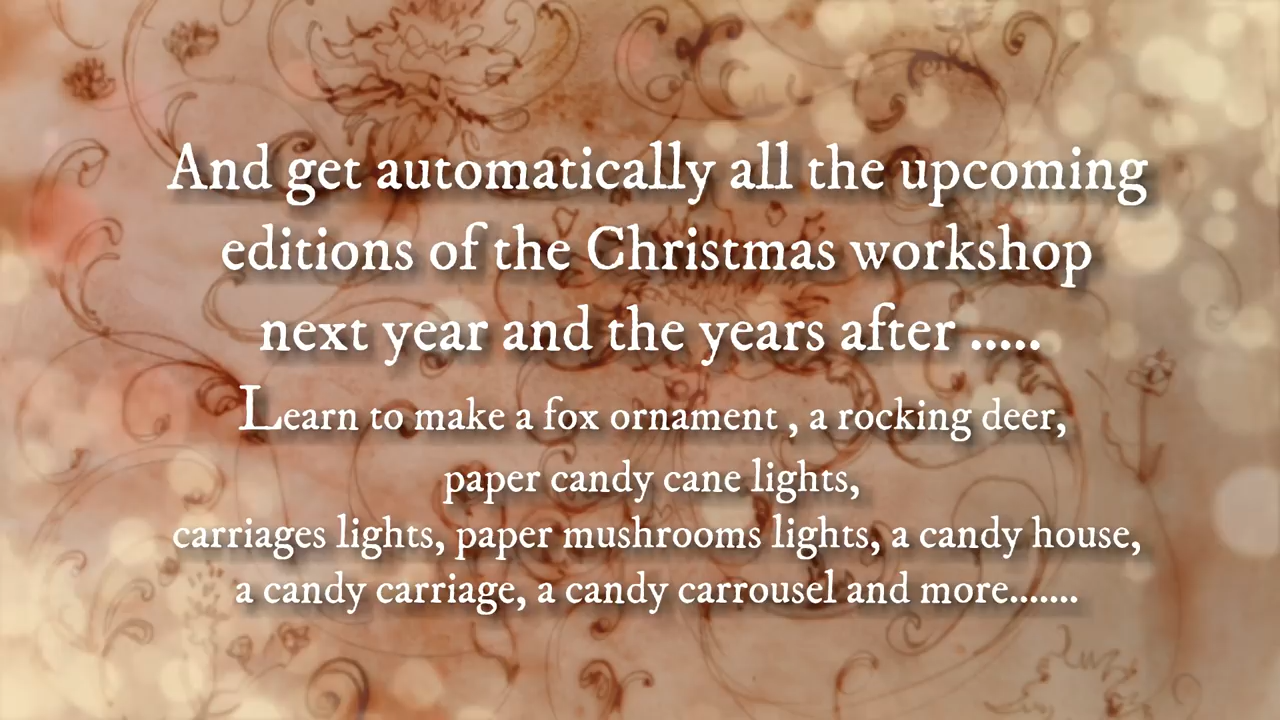 And get automatically all the upcoming
editions of the Christmas workshop
next year and the years after .....
Learn to make a fox ornament , a rocking deer,
paper candy cane lights,
carriages lights, paper mushrooms lights, a candy house,
a candy carriage, a candy carrousel and more.......